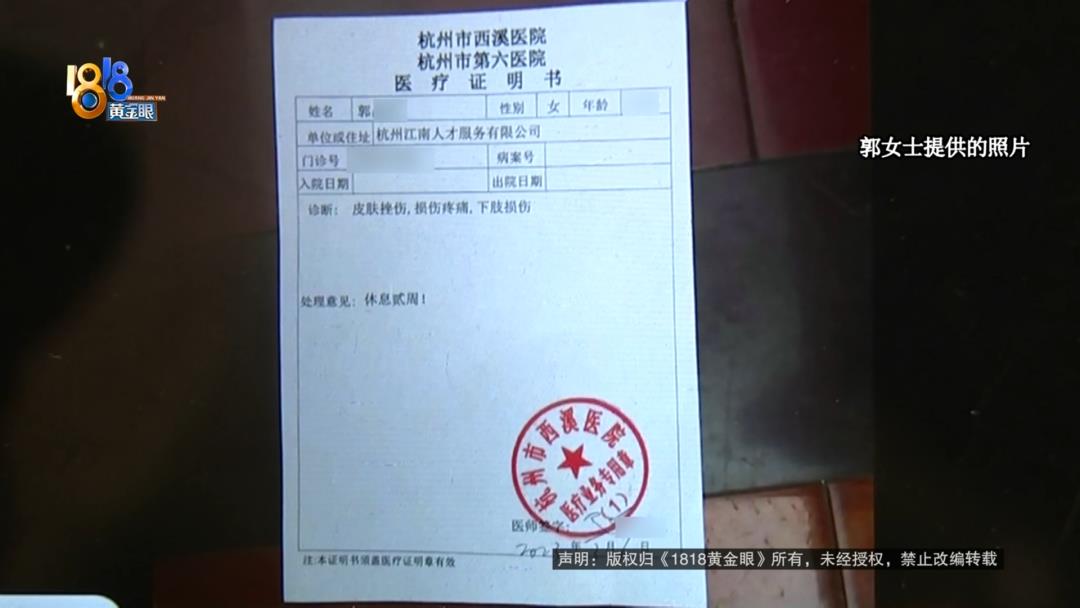 1818
HUANG JIN YAN
黄金眼
郭女士提供的照片
杭州市西溪医院
杭州市第六医院
医疗证明书
姓名 郭 性别 女 年龄
单位或住址 杭州江南人才服务有限公司
门诊号 病案号
入院日期 出院日期
诊断: 皮肤挫伤,损伤疼痛,下肢损伤
处理意见: 休息贰周!
杭州市西溪医院
医疗业务专用章
(1)
医师签字:
年 月 日
注:本证明书须盖医疗证明章有效
声明：版权归《1818黄金眼》所有，未经授权，禁止改编转载